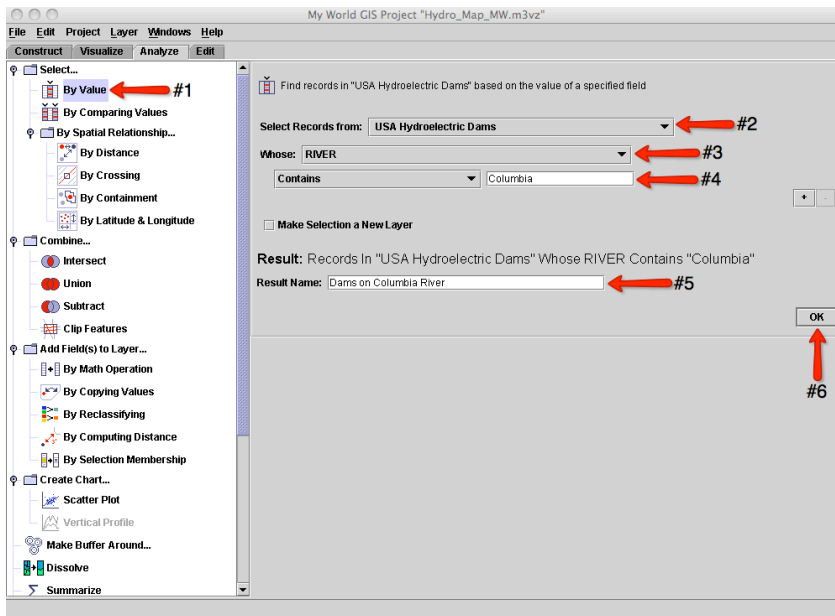 My World GIS Project "Hydro_Map_MW.m3vz"
File Edit Project Layer Windows Help
Construct Visualize Analyze Edit
Select...
By Value
#1
By Comparing Values
By Spatial Relationship...
By Distance
By Crossing
By Containment
By Latitude & Longitude
Combine...
Intersect
Union
Subtract
Clip Features
Add Field(s) to Layer...
By Math Operation
By Copying Values
By Reclassifying
By Computing Distance
By Selection Membership
Create Chart...
Scatter Plot
Vertical Profile
Make Buffer Around...
Dissolve
Summarize
Find records in "USA Hydroelectric Dams" based on the value of a specified field
Select Records from: USA Hydroelectric Dams
#2
Whose: RIVER
#3
Contains Columbia
#4
+ -
Make Selection a New Layer
Result: Records In "USA Hydroelectric Dams" Whose RIVER Contains "Columbia"
Result Name: Dams on Columbia River
#5
OK
#6